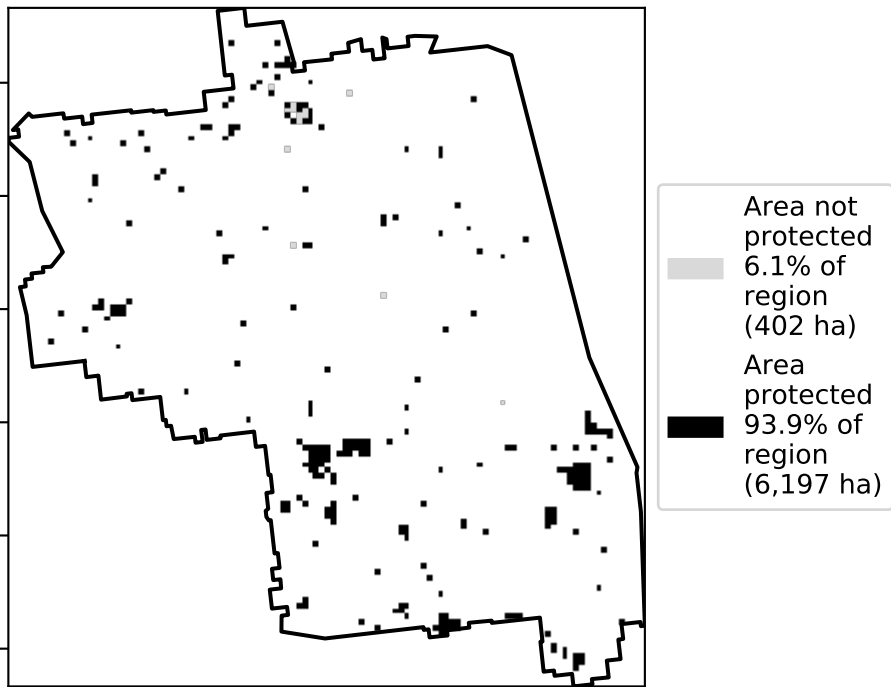 Area not
protected
6.1% of
region
(402 ha)
Area
protected
93.9% of
region
(6,197 ha)